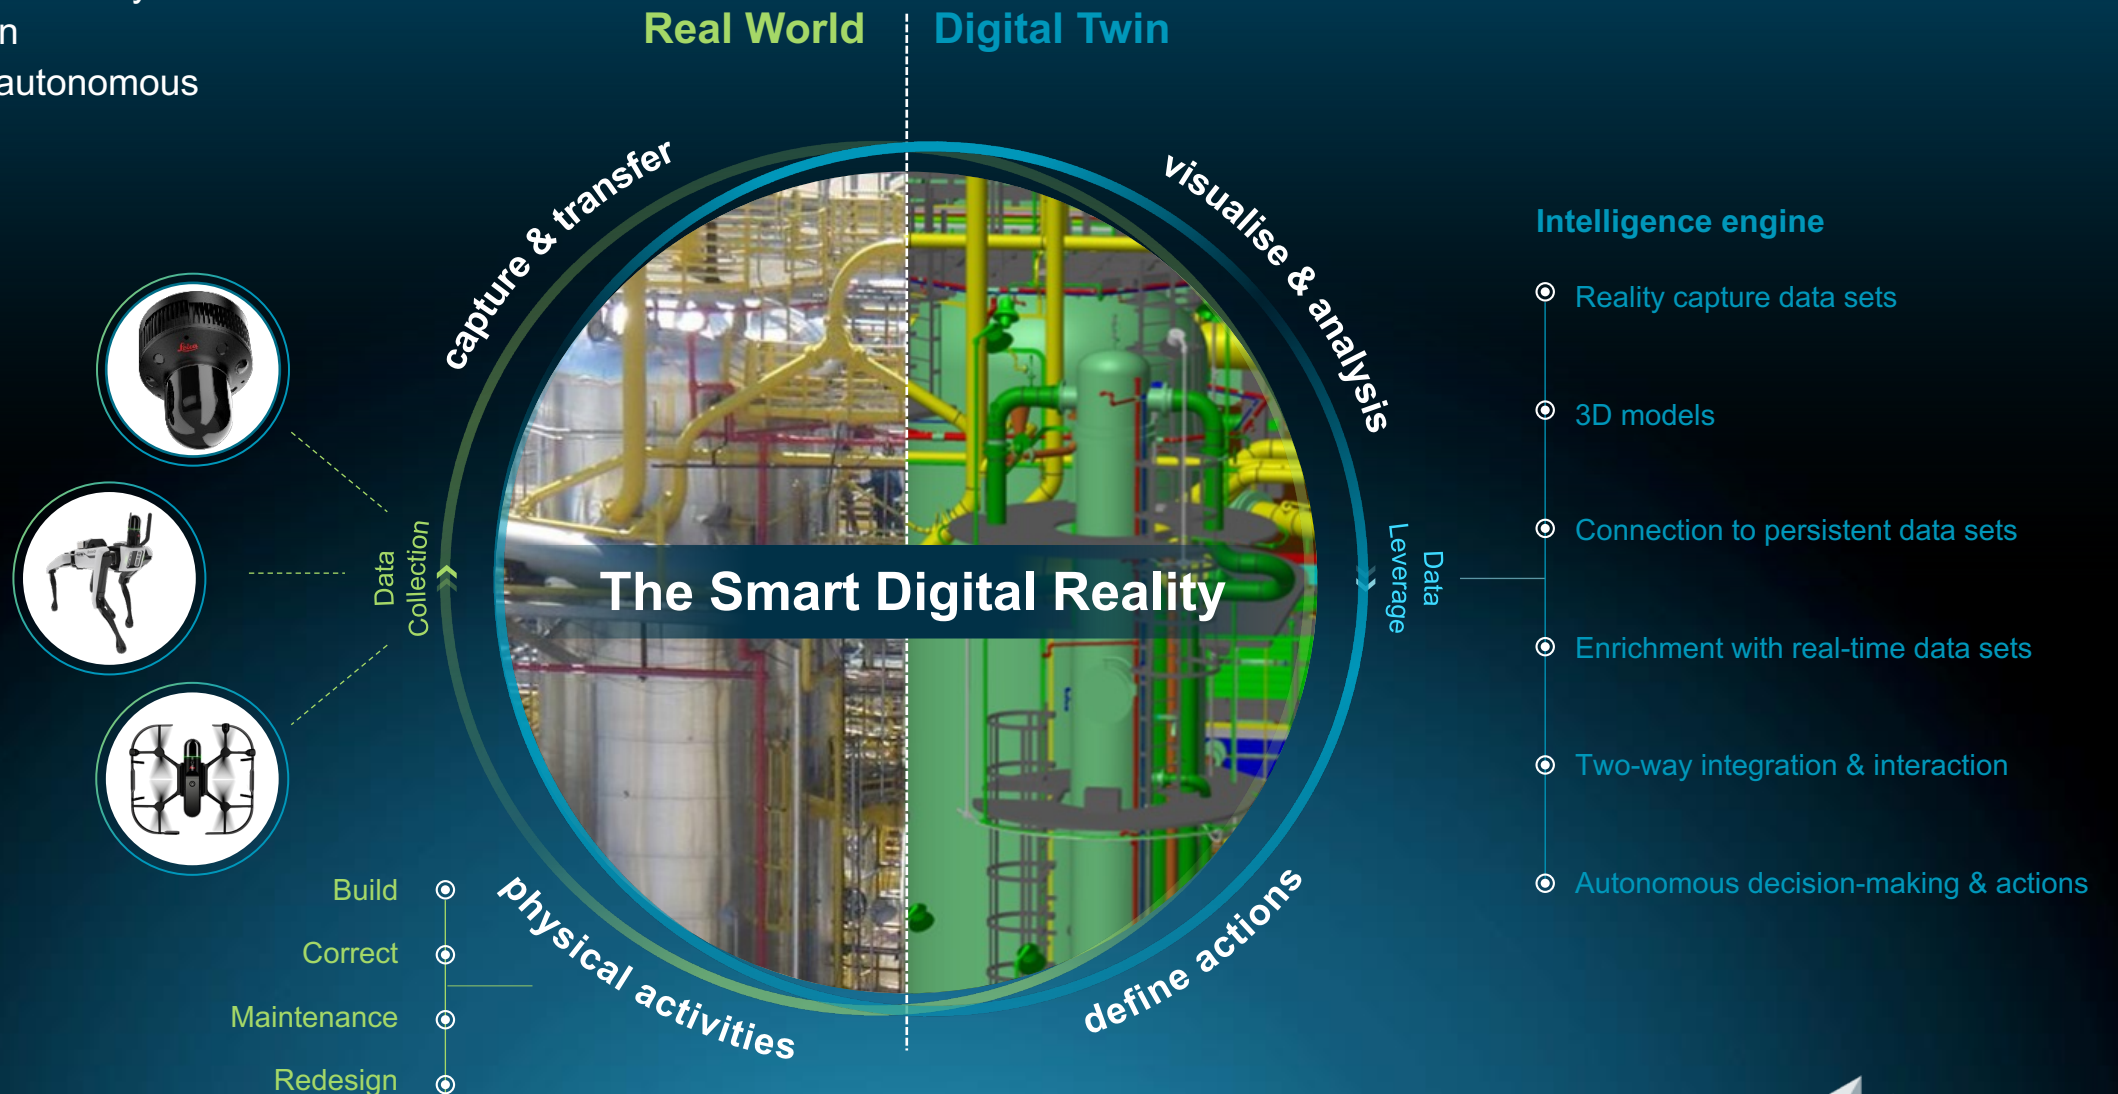 n
autonomous
Real World
Digital Twin
capture & transfer
visualise & analysis
Leica
Data
Collection
The Smart Digital Reality
Data
Leverage
Intelligence engine
Reality capture data sets
3D models
Connection to persistent data sets
Enrichment with real-time data sets
Two-way integration & interaction
Autonomous decision-making & actions
physical activities
define actions
Build
Correct
Maintenance
Redesign